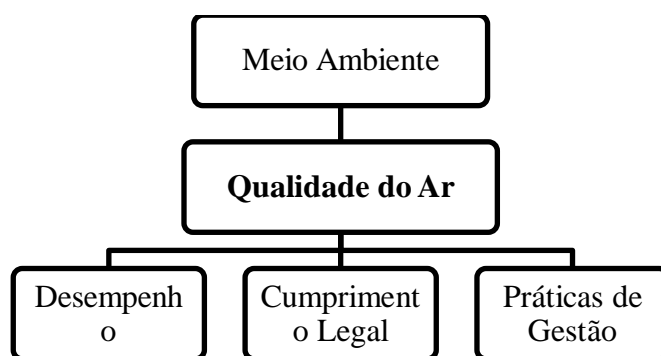 Meio Ambiente
Qualidade do Ar
Desempenh
o
Cumpriment
o Legal
Práticas de
Gestão